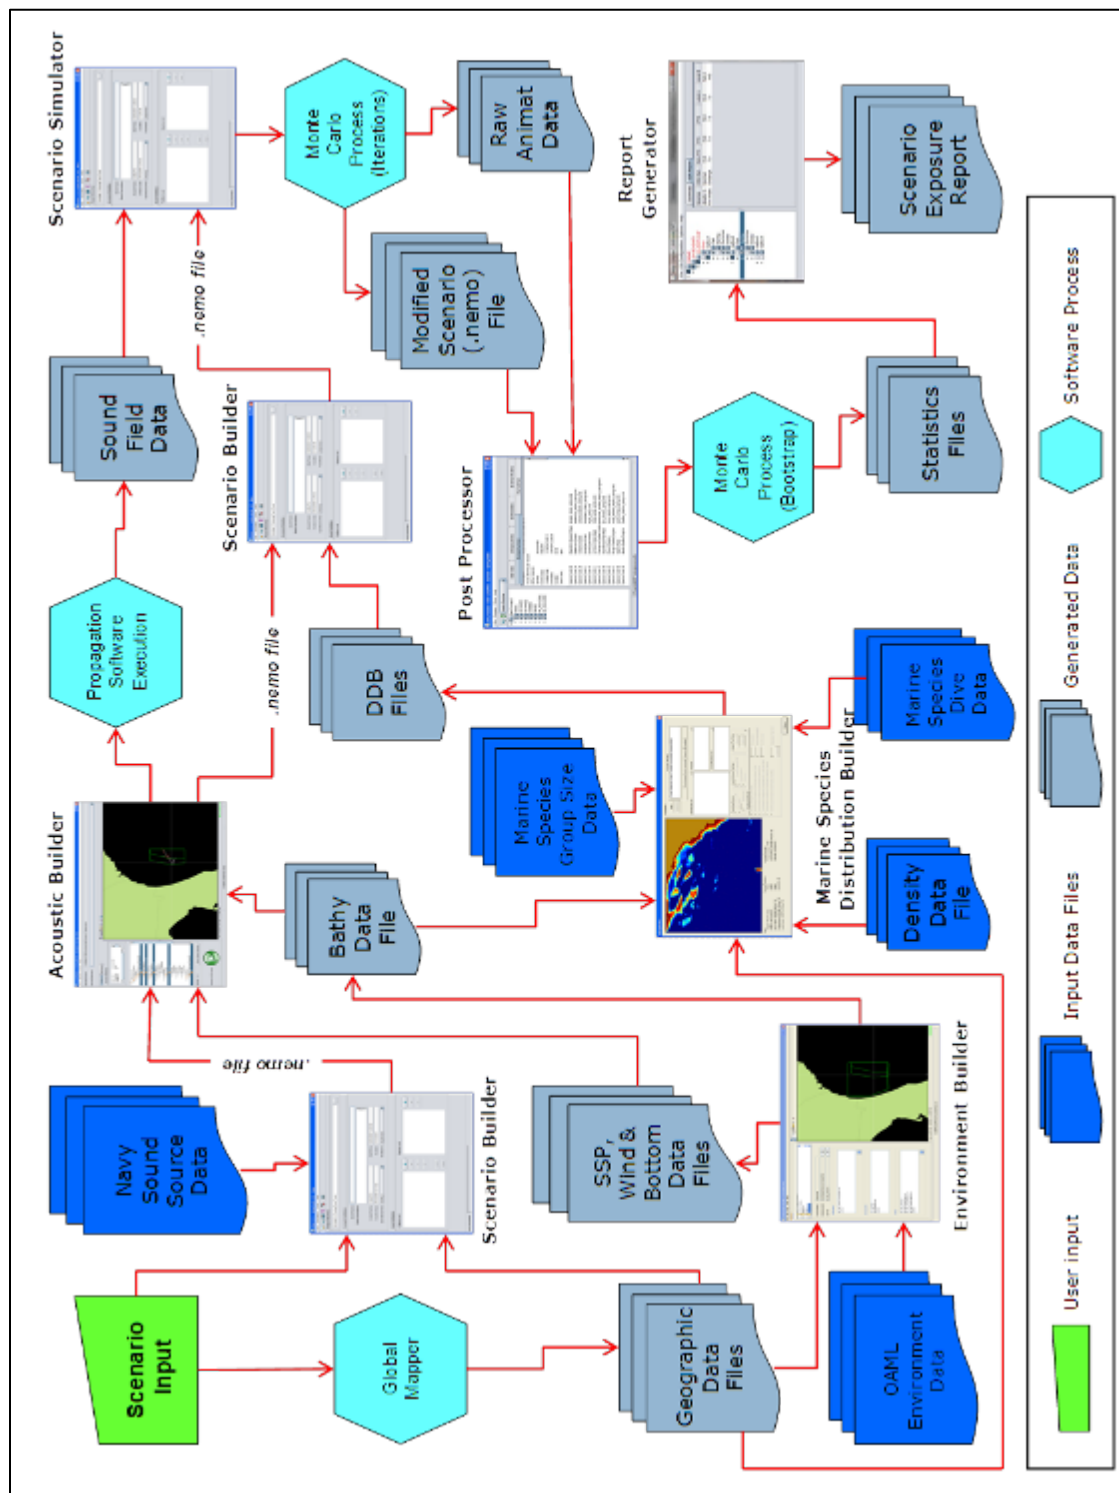 Scenario
Input
Navy
Sound
Source
Data
.nemo file
Acoustic Builder
Propagation
Software
Execution
Sound
Field
Data
Scenario Simulator
Global
Mapper
Scenario Builder
Bathy
Data
File
.nemo file
Scenario Builder
.nemo file
Monte
Carlo
Process
(Iterations)
Modified
Scenario
(.nemo)
File
Raw
Animat
Data
SSP,
Wind &
Bottom
Data
Files
DDB
Files
Marine
Species
Group Size
Data
Post Processor
Geographic
Data
Files
Environment Builder
Marine Species
Distribution Builder
Monte
Carlo
Process
(Bootstrap)
Report
Generator
OAML
Environment
Data
Density
Data
File
Marine
Species
Dive
Data
Statistics
Files
Scenario
Exposure
Report
User input
Input Data Files
Generated Data
Software Process